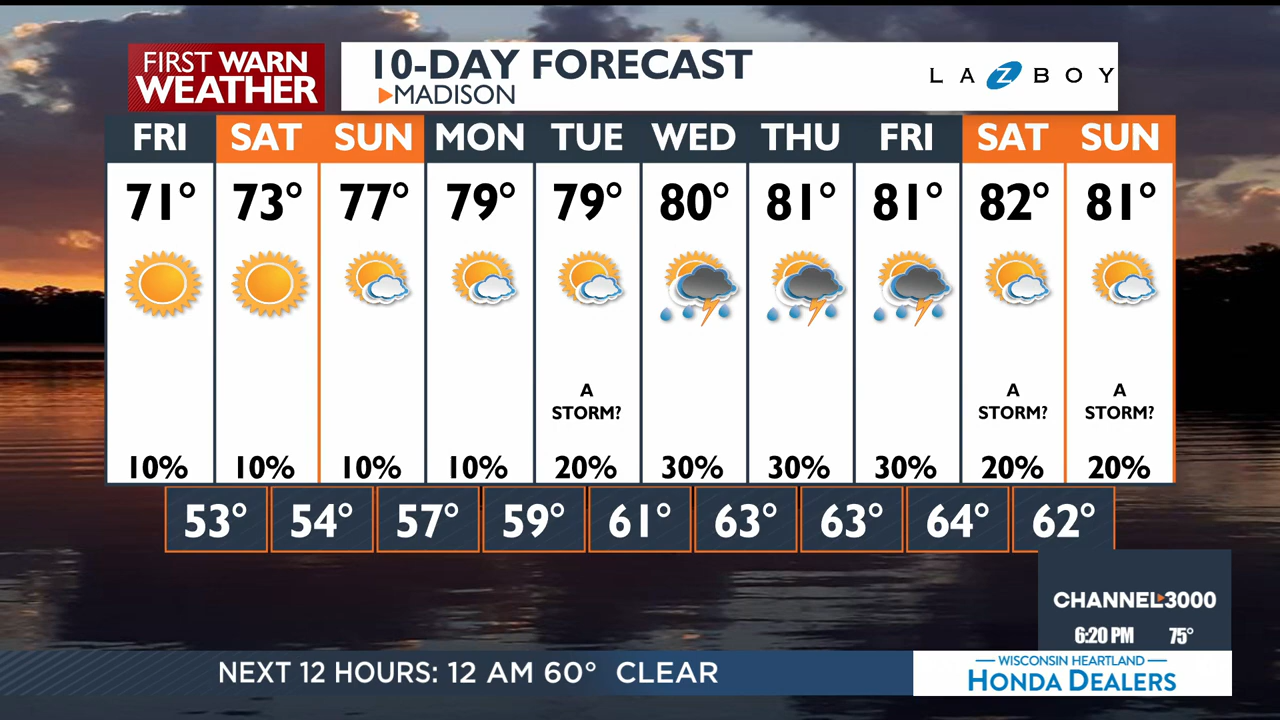 FIRST WARN
WEATHER
10-DAY FORECAST
MADISON
LAZBOY
FRI SAT SUN MON TUE WED THU FRI SAT SUN
71° 73° 77° 79° 79° 80° 81° 81° 82° 81°
A A A
STORM? STORM? STORM?
10% 10% 10% 10% 20% 30% 30% 30% 20% 20%
53° 54° 57° 59° 61° 63° 63° 64° 62°
CHANNEL3000
6:20 PM 75°
NEXT 12 HOURS: 12 AM 60° CLEAR
WISCONSIN HEARTLAND
HONDA DEALERS